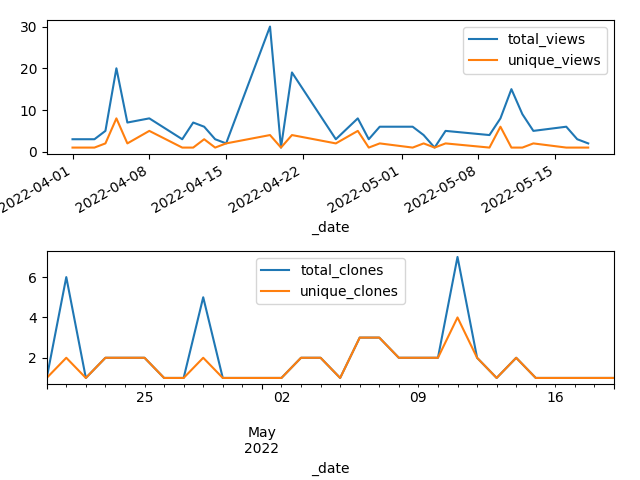 30
20
10
0
total_views
unique_views
2022-04-01
2022-04-08
2022-04-15
2022-04-22
2022-05-01
2022-05-08
2022-05-15
_date
6
4
2
total_clones
unique_clones
25
02
09
16
May
2022
_date